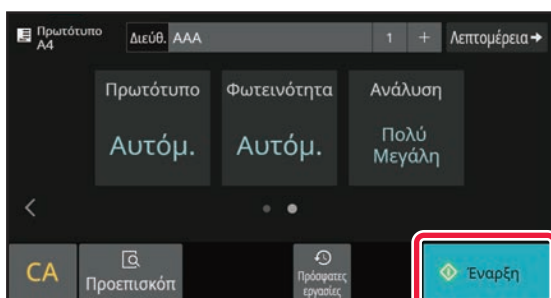 Πρωτότυπο
A4
Διεύθ. AAA 1 + Λεπτομέρεια
Πρωτότυπο Φωτεινότητα Ανάλυση
Αυτόμ. Αυτόμ. Πολύ
Μεγάλη
CA
Προεπισκόπ
Πρόσφατες
εργασίες
Έναρξη